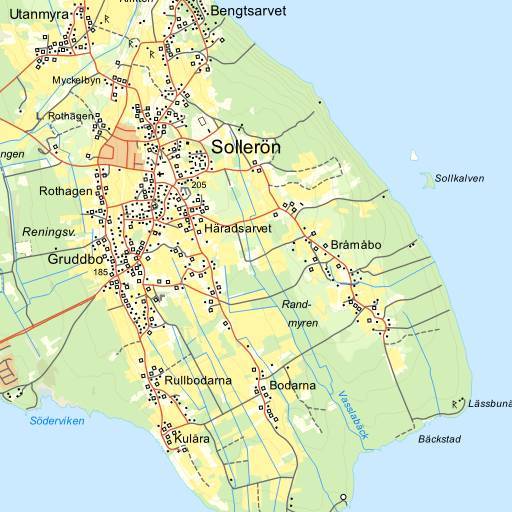 Utanmyra
Bengtsarvet
Myckelbyn
L. Rothagen
Sollerön
ngen
Sollkalven
Rothagen
205
Häradsarvet
Reningsv.
Bråmåbo
Gruddbo
185
Rand-
myren
Rullbodarna
Bodarna
Vasslabäck
Lässbunä
Söderviken
Kulåra
Bäckstad